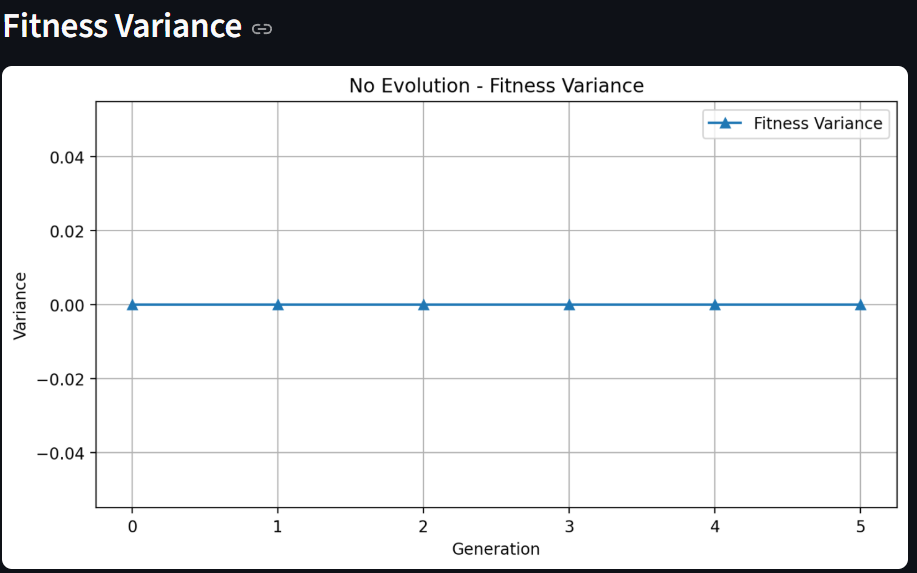 Fitness Variance
No Evolution - Fitness Variance
Fitness Variance
0.04
0.02
0.00
−0.02
−0.04
Variance
0 1 2 3 4 5
Generation